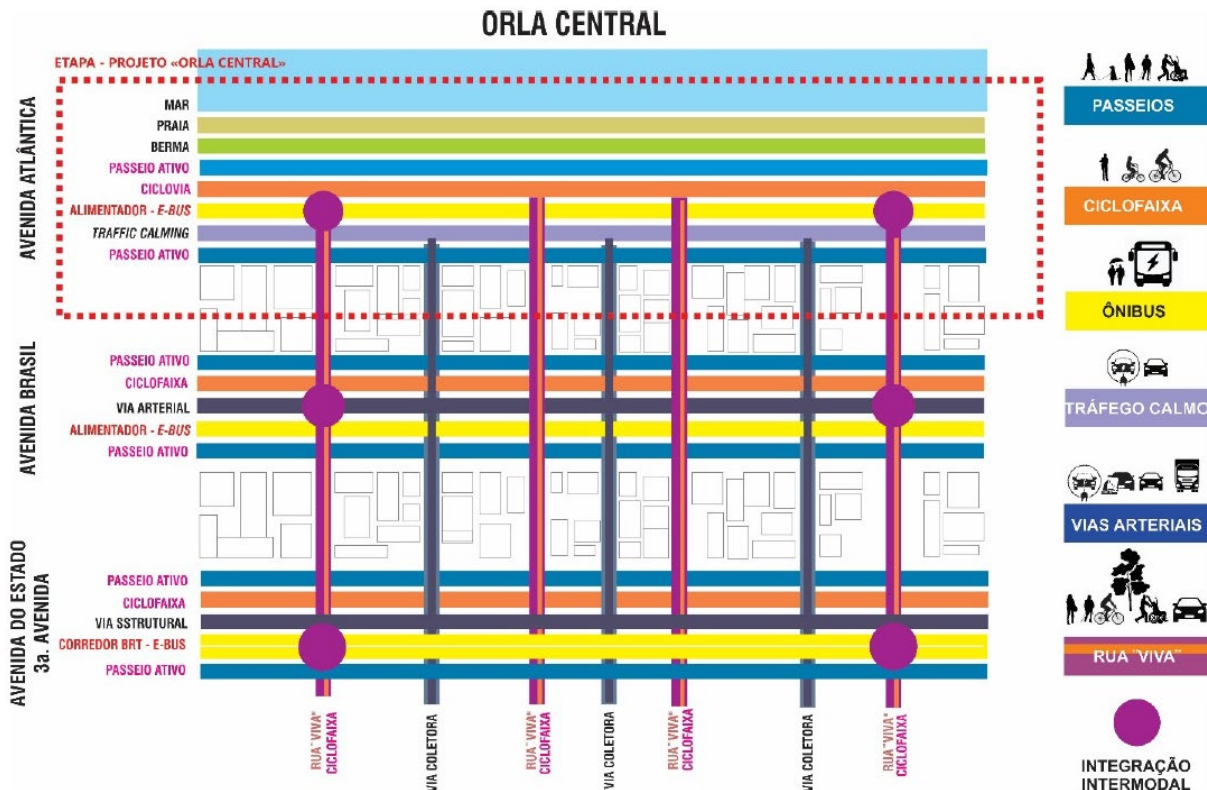 ORLA CENTRAL
ETAPA - PROJETO «ORLA CENTRAL»
AVENIDA ATLÂNTICA
MAR
PRAIA
BERMA
PASSEIO ATIVO
CICLOVIA
ALIMENTADOR - E-BUS
TRAFFIC CALMING
PASSEIO ATIVO
AVENIDA BRASIL
PASSEIO ATIVO
CICLOFAIXA
VIA ARTERIAL
ALIMENTADOR - E-BUS
PASSEIO ATIVO
AVENIDA DO ESTADO
3a. AVENIDA
PASSEIO ATIVO
CICLOFAIXA
VIA SSTRUTURAL
CORREDOR BRT - E-BUS
PASSEIO ATIVO
RUA "VIVA"
CICLOFAIXA
VIA COLETORA
RUA "VIVA"
CICLOFAIXA
VIA COLETORA
RUA "VIVA"
CICLOFAIXA
VIA COLETORA
RUA "VIVA"
CICLOFAIXA
PASSEIOS
CICLOFAIXA
ÔNIBUS
TRÁFEGO CALMO
VIAS ARTERIAIS
RUA "VIVA"
INTEGRAÇÃO
INTERMODAL